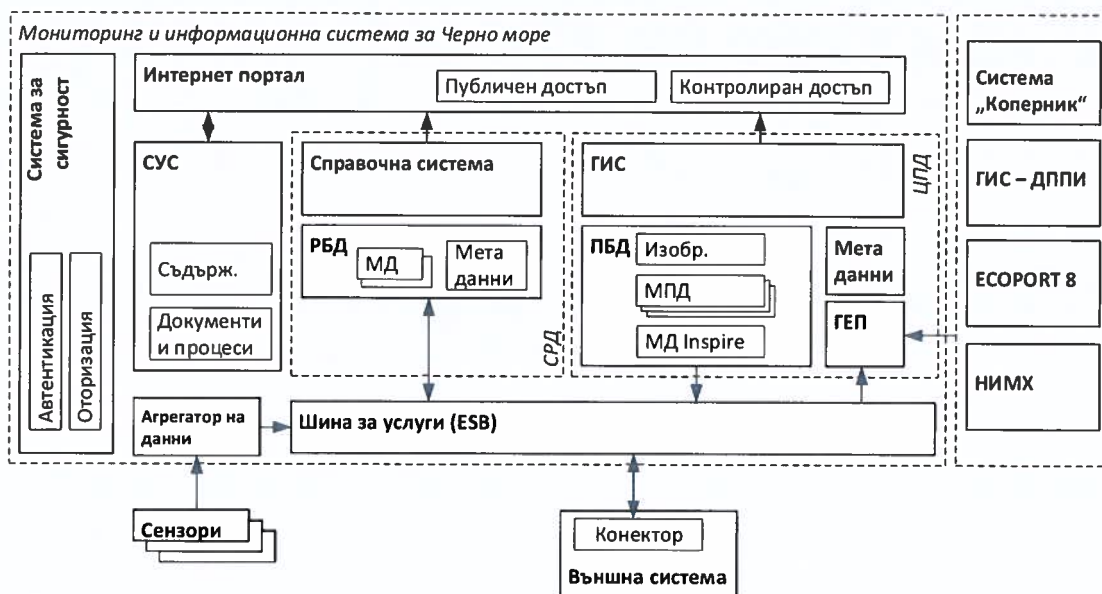 Мониторинг и информационна система за Черно море
Система за
сигурност
Автентикация
Оторизация
Интернет портал
Публичен достъп
Контролиран достъп
СУС
Съдърж.
Документи
и процеси
Справочна система
РБД
МД
Мета
данни
СРД
ГИС
ЦПД
ПБД
Изобр.
МПД
МД Inspire
Мета
данни
ГЕП
Агрегатор на
данни
Шина за услуги (ESB)
Сензори
Конектор
Външна система
Система
„Коперник“
ГИС – ДППИ
ECOPORT 8
НИМХ